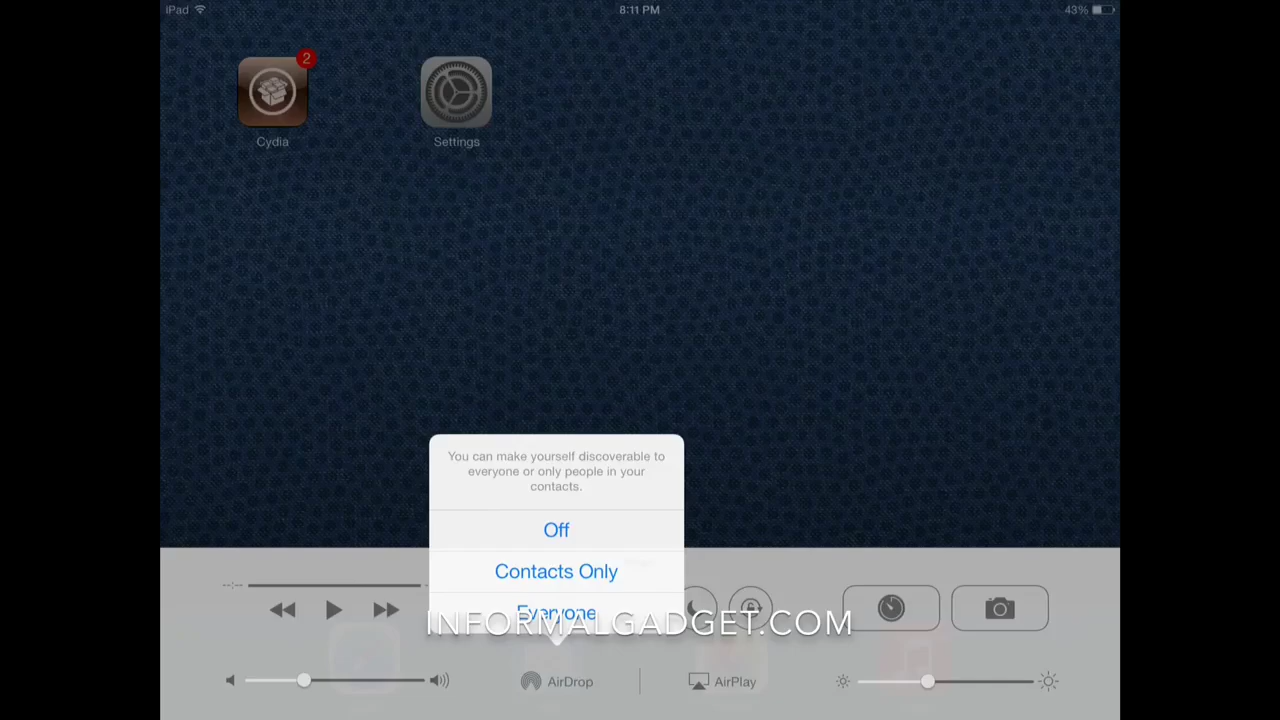 iPad
8:11 PM
43%
2
Cydia
Settings
You can make yourself discoverable to
everyone or only people in your
contacts.
Off
Contacts Only
Everyone
INFORMALGADGET.COM
AirDrop
AirPlay